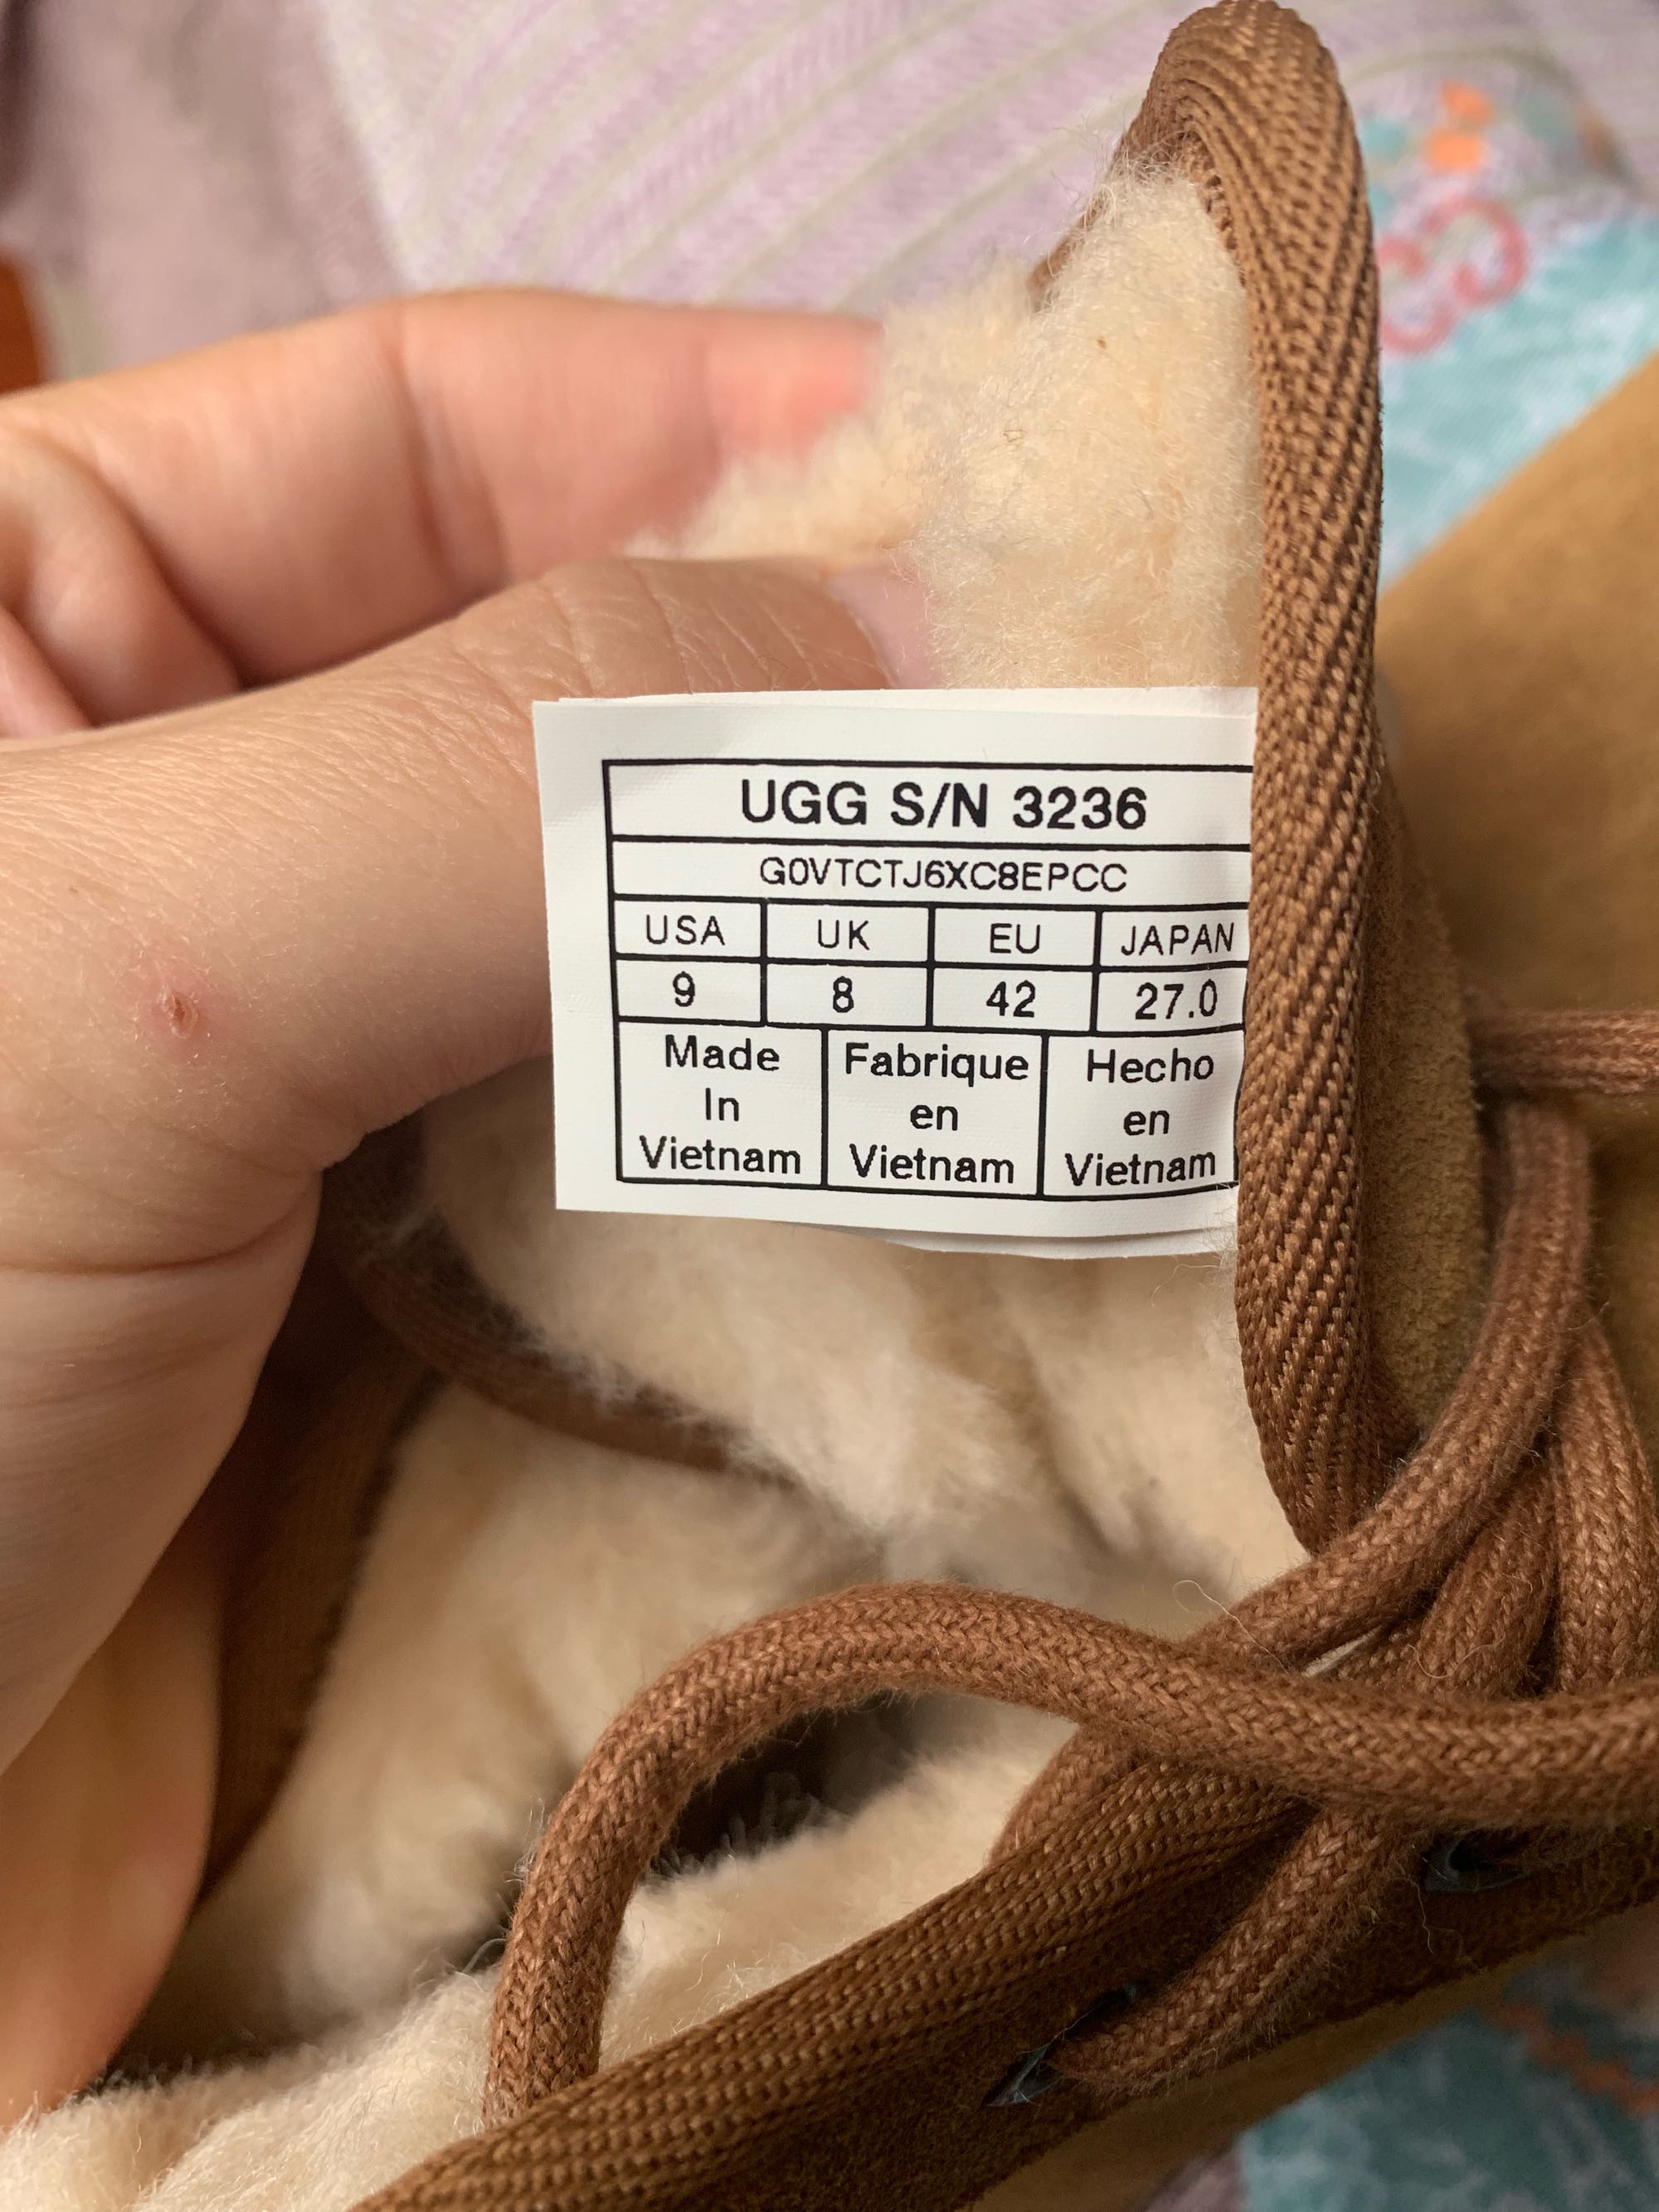 UGG S/N 3236
G0VTCTJ6XC8EPCC
USA UK EU JAPAN
9 8 42 27.0
Made
In
Vietnam
Fabrique
en
Vietnam
Hecho
en
Vietnam